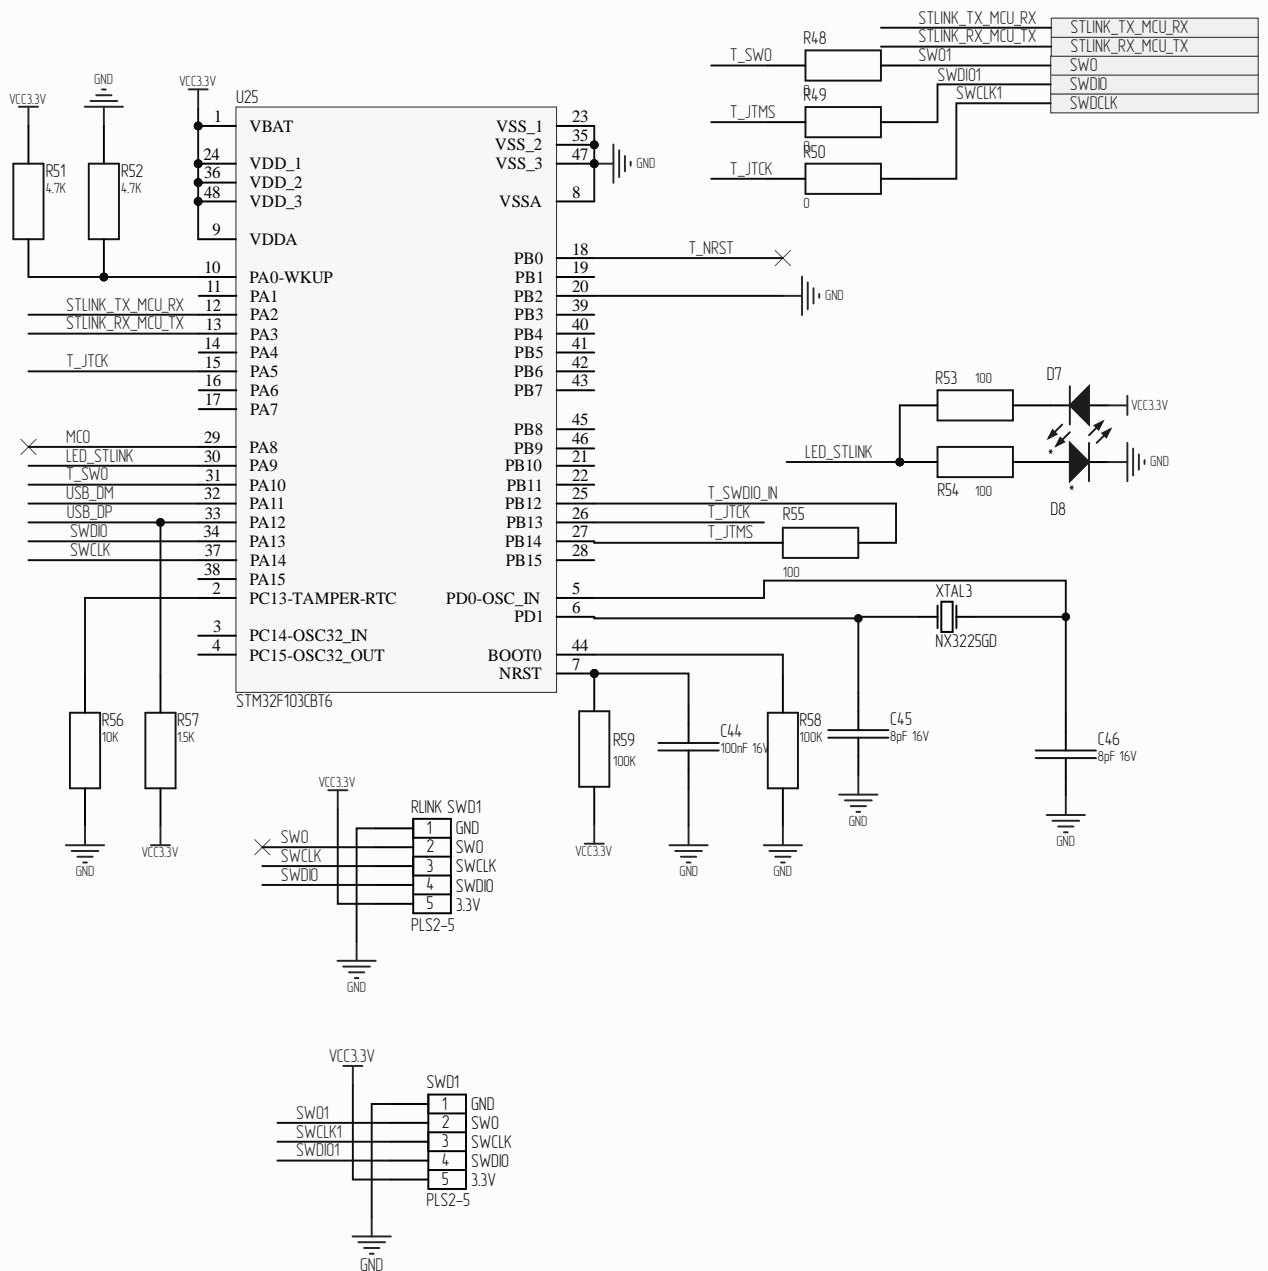 STLINK_TX_MCU_RX
STLINK_TX_MCU_RX
STLINK_RX_MCU_TX
STLINK_RX_MCU_TX
T_SWO
R48
0
SWO1
SWO
SWDIO1
SWDIO
SWCLK1
SWDCLK
T_JTMS
R49
0
T_JTCK
R50
0
GND
VCC3.3V
VCC3.3V
R51
4.7K
R52
4.7K
U25
1 VBAT
24 VDD_1
36 VDD_2
48 VDD_3
9 VDDA
10 PA0-WKUP
11 PA1
STLINK_TX_MCU_RX 12 PA2
STLINK_RX_MCU_TX 13 PA3
14 PA4
T_JTCK 15 PA5
16 PA6
17 PA7
MCO 29 PA8
LED_STLINK 30 PA9
T_SWO 31 PA10
USB_DM 32 PA11
USB_DP 33 PA12
SWDIO 34 PA13
SWCLK 37 PA14
38 PA15
2 PC13-TAMPER-RTC
3 PC14-OSC32_IN
4 PC15-OSC32_OUT
VSS_1 23
VSS_2 35
VSS_3 47
GND
VSSA 8
PB0 18 T_NRST
PB1 19
PB2 20
GND
PB3 39
PB4 40
PB5 41
PB6 42
PB7 43
PB8 45
PB9 46
PB10 21
PB11 22
PB12 25 T_SWDIO_IN
PB13 26 T_JTCK
PB14 27 T_JTMS
PB15 28
R55
100
PD0-OSC_IN 5
PD1 6
BOOT0 44
NRST 7
STM32F103CBT6
R53 100
D7
VCC3.3V
LED_STLINK
R54 100
*
*
D8
GND
XTAL3
NX3225GD
R56
10K
GND
R57
1.5K
VCC3.3V
R59
100K
VCC3.3V
C44
100nF 16V
GND
R58
100K
GND
C45
8pF 16V
GND
C46
8pF 16V
GND
VCC3.3V
RLINK SWD1
1 GND
SWO 2 SWO
SWCLK 3 SWCLK
SWDIO 4 SWDIO
5 3.3V
PLS2-5
GND
VCC3.3V
SWD1
1 GND
SWO1 2 SWO
SWCLK1 3 SWCLK
SWDIO1 4 SWDIO
5 3.3V
PLS2-5
GND